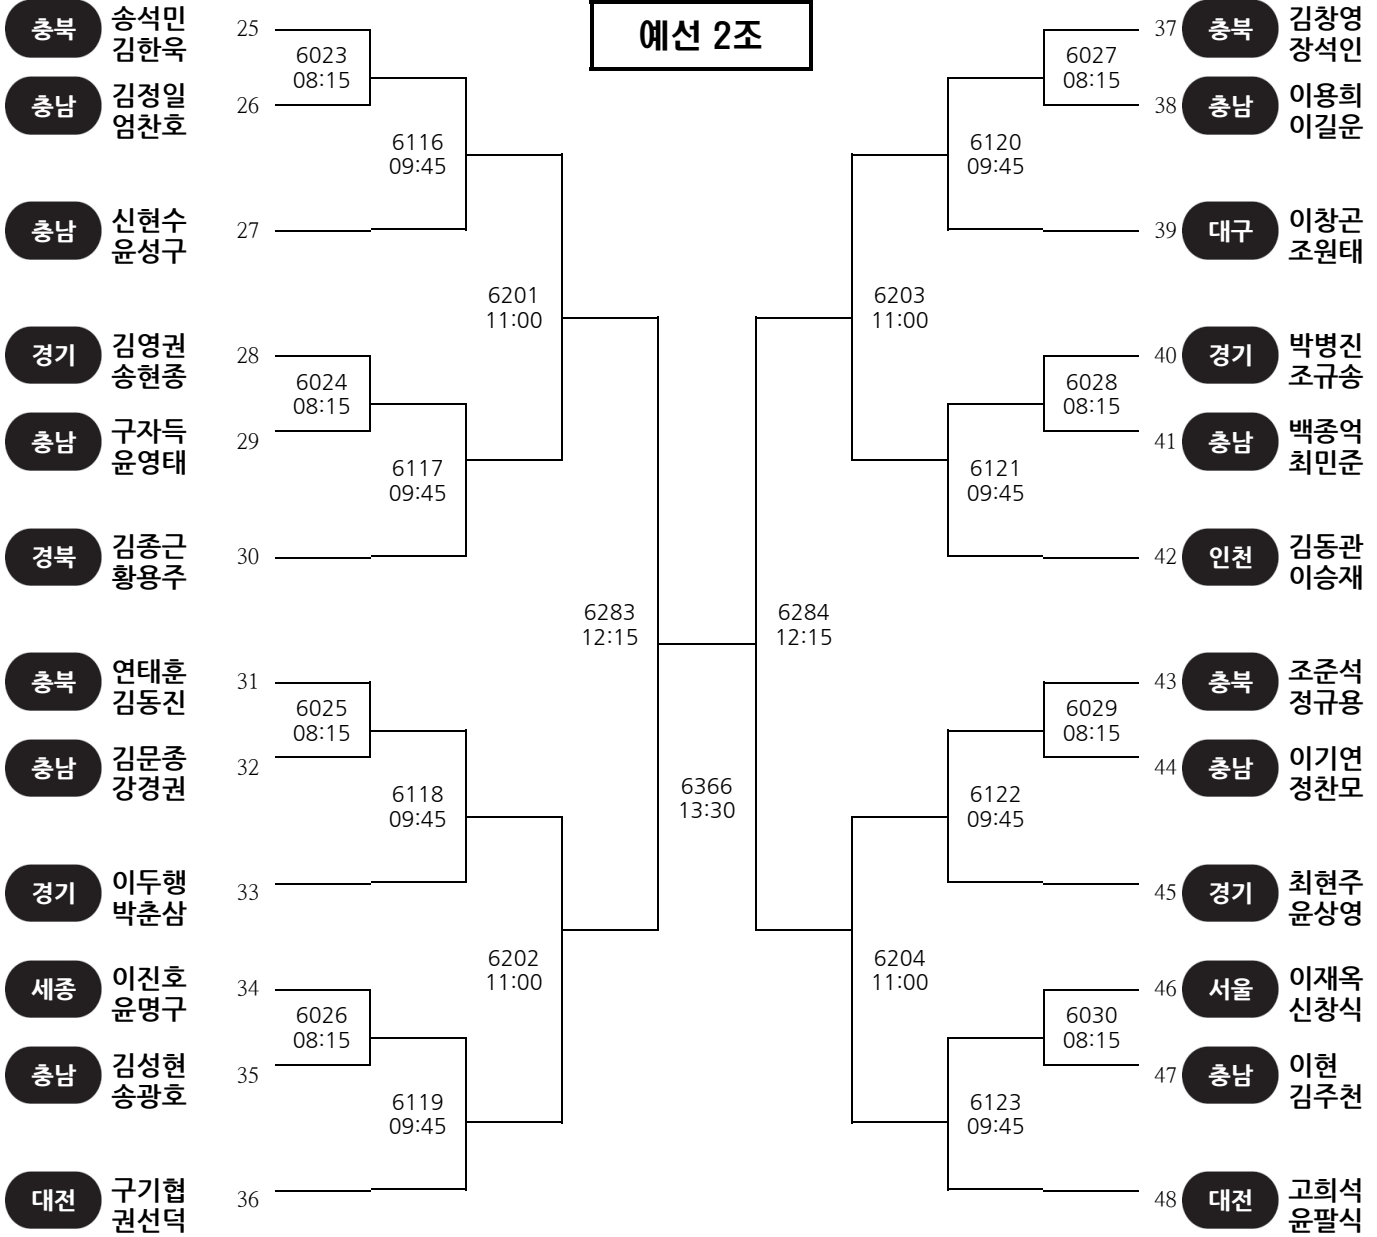 예선 2조
충북
송석민
김한욱
25
6023
08:15
충남
김정일
엄찬호
26
6116
09:45
충남
신현수
윤성구
27
6201
11:00
경기
김영권
송현종
28
6024
08:15
충남
구자득
윤영태
29
6117
09:45
경북
김종근
황용주
30
6283
12:15
충북
연태훈
김동진
31
6025
08:15
충남
김문종
강경권
32
6118
09:45
경기
이두행
박춘삼
33
6202
11:00
세종
이진호
윤명구
34
6026
08:15
충남
김성현
송광호
35
6119
09:45
대전
구기협
권선덕
36
6366
13:30
37
충북
김창영
장석인
6027
08:15
38
충남
이용희
이길운
6120
09:45
39
대구
이창곤
조원태
6203
11:00
40
경기
박병진
조규송
6028
08:15
41
충남
백종억
최민준
6121
09:45
42
인천
김동관
이승재
6284
12:15
43
충북
조준석
정규용
6029
08:15
44
충남
이기연
정찬모
6122
09:45
45
경기
최현주
윤상영
6204
11:00
46
서울
이재옥
신창식
6030
08:15
47
충남
이현
김주천
6123
09:45
48
대전
고희석
윤팔식